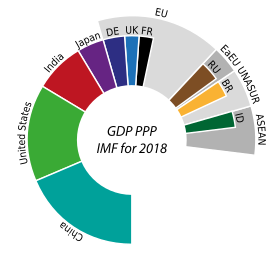 EU
Japan
DE
UK
FR
EaEU
UNASUR
India
RU
BR
United States
ID
ASEAN
GDP PPP
IMF for 2018
China